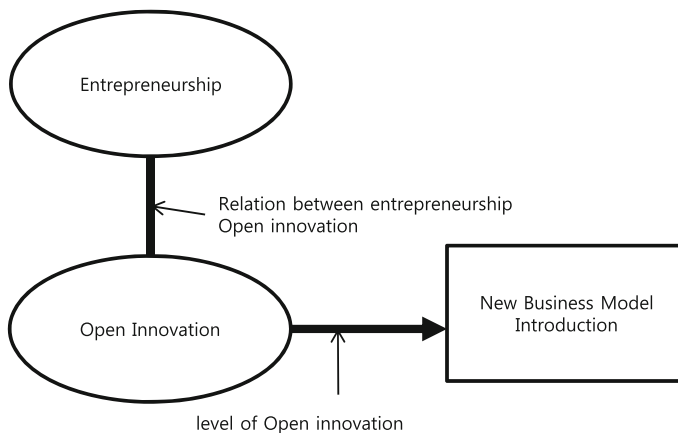 Entrepreneurship
Relation between entrepreneurship
Open innovation
New Business Model
Introduction
Open Innovation
level of Open innovation